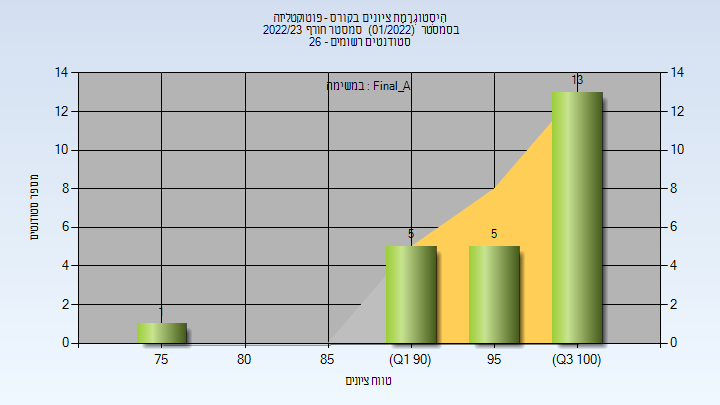 היסטוגרמת ציונים בקורס - פוטוקטליזה
בסמסטר (01/2022) סמסטר חורף 2022/23
סטודנטים רשומים - 26
במשימה : Final_A
14 14
12 12
10 10
8 8
6 6
4 4
2 2
0 0
13
5
5
1
מספר סטודנטים
75 80 85 (Q1 90) 95 (Q3 100)
טווח ציונים